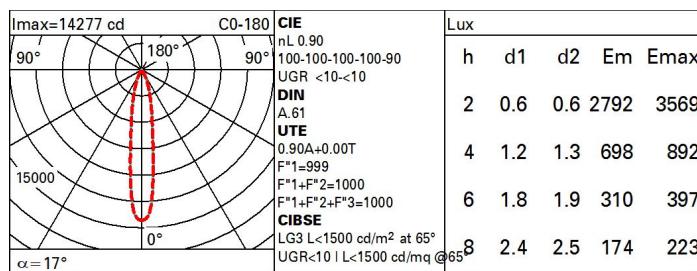 Imax=14277 cd C0-180
90° 180° 90°
15000
0°
α=17°
CIE
nL 0.90
100-100-100-100-90
UGR <10-<10
DIN
A.61
UTE
0.90A+0.00T
F"1=999
F"1+F"2=1000
F"1+F"2+F"3=1000
CIBSE
LG3 L<1500 cd/m² at 65°
UGR<10 | L<1500 cd/mq @65°
Lux
h d1 d2 Em Emax
2 0.6 0.6 2792 3569
4 1.2 1.3 698 892
6 1.8 1.9 310 397
8 2.4 2.5 174 223